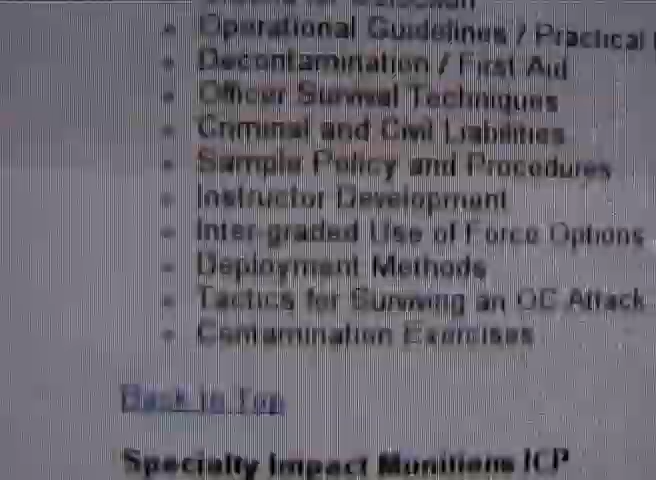 Operational Guidelines / Practical
Decontamination / First Aid
Officer Survival Techniques
Criminal and Civil Liabilities
Sample Policy and Procedures
Instructor Development
Inter-graded Use of Force Options
Deployment Methods
Tactics for Surviving an OC Attack
Contamination Exercises
Back to Top
Specialty Impact Munitions ICP